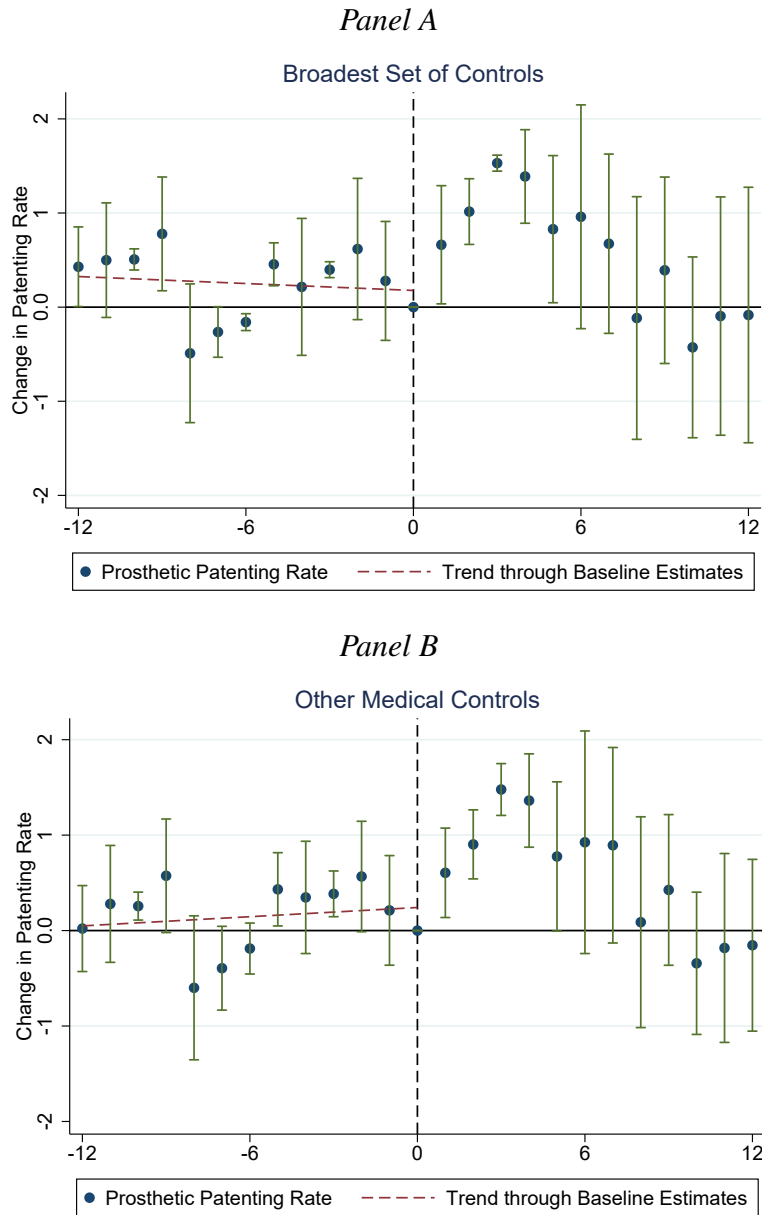 Panel A
Broadest Set of Controls
Change in Patenting Rate
2
1
0.0
-1
-2
-12 -6 0 6 12
Prosthetic Patenting Rate Trend through Baseline Estimates
Panel B
Other Medical Controls
Change in Patenting Rate
2
1
0.0
-1
-2
-12 -6 0 6 12
Prosthetic Patenting Rate Trend through Baseline Estimates